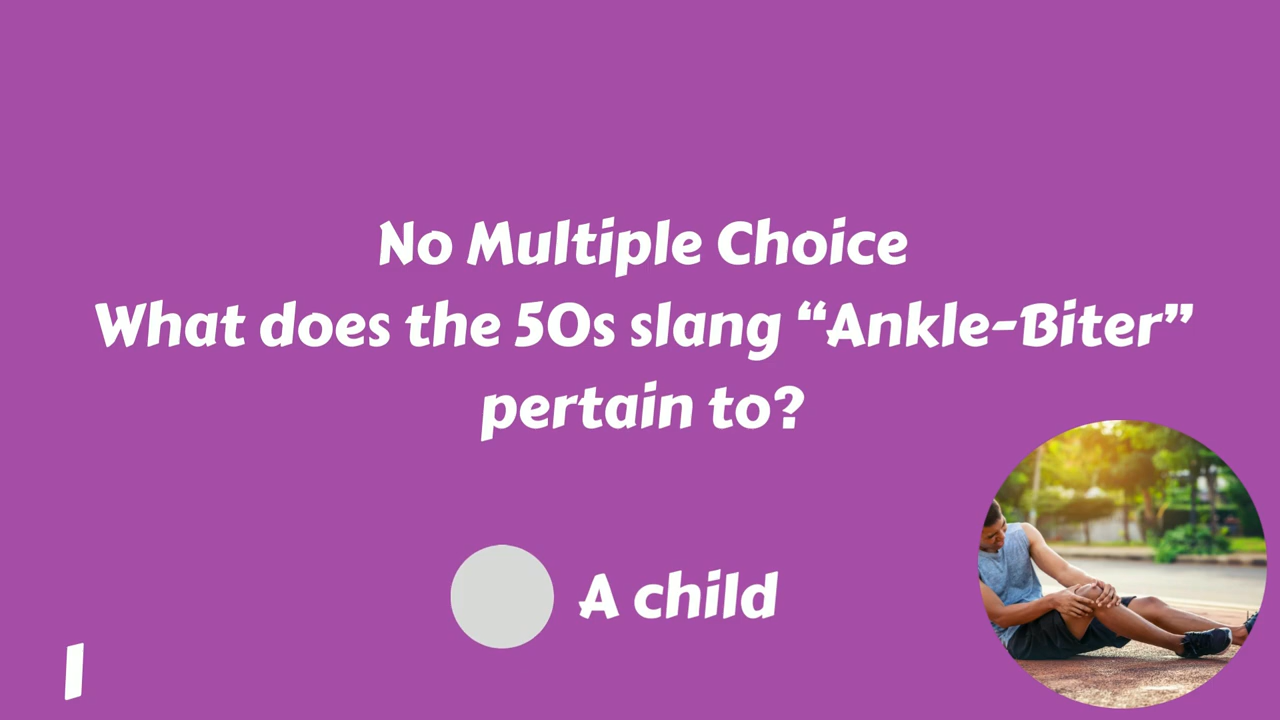 No Multiple Choice
What does the 50s slang “Ankle-Biter”
pertain to?
A child
1